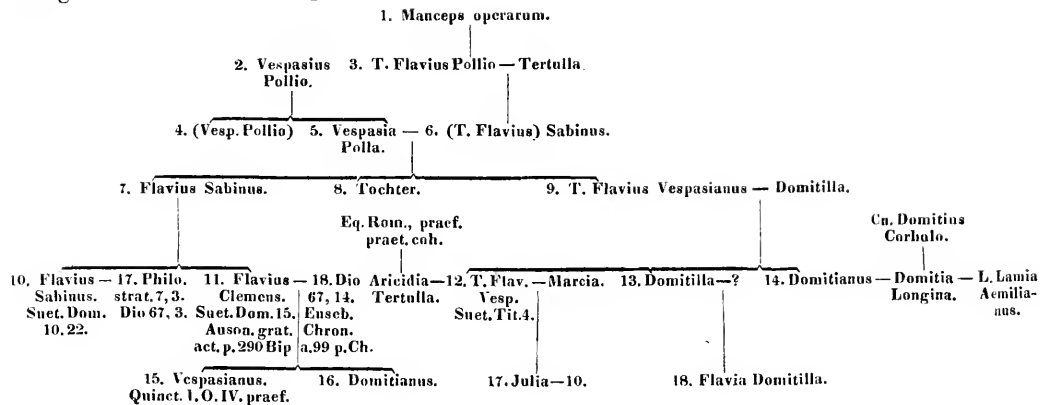 1. Manceps operarum.
2. Vespasius 3. T. Flavius Pollio — Tertulla.
Pollio.
4. (Vesp. Pollio) 5. Vespasia — 6. (T. Flavius) Sabinus.
Polla.
7. Flavius Sabinus. 8. Tochter. 9. T. Flavius Vespasianus — Domitilla.
Eq. Rom., praef.
praet. coh.
Cn. Domitius
Corbulo.
10. Flavius — 17. Philo. 11. Flavius — 18. Dio Aricidia — 12. T. Flav. — Marcia. 13. Domitilla — ? 14. Domitianus — Domitia — L. Lamia
Sabinus. strat. 7, 3. Clemens. 67, 14. Tertulla. Vesp. Longina. Aemilia-
Suet. Dom. Dio 67, 3. Suet. Dom. 15. Euseb. Suet. Tit. 4. nus.
10. 22. Auson. grat. Chron.
act. p. 290 Bip a. 99 p. Ch.
15. Vespasianus. 16. Domitianus. 17. Julia — 10. 18. Flavia Domitilla.
Quinct. I. O. IV. praef.